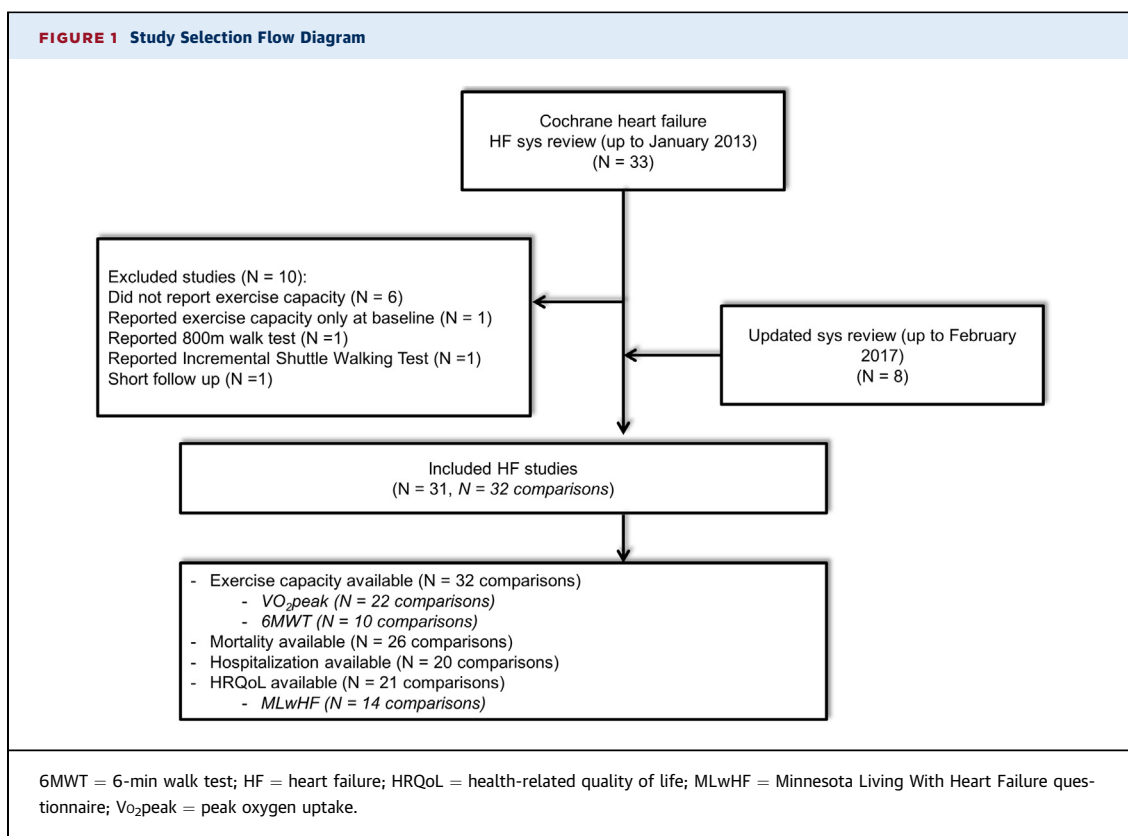 FIGURE 1 Study Selection Flow Diagram
Cochrane heart failure
HF sys review (up to January 2013)
(N = 33)
Excluded studies (N = 10):
Did not report exercise capacity (N = 6)
Reported exercise capacity only at baseline (N = 1)
Reported 800m walk test (N =1)
Reported Incremental Shuttle Walking Test (N =1)
Short follow up (N =1)
Updated sys review (up to February
2017)
(N = 8)
Included HF studies
(N = 31, N = 32 comparisons)
- Exercise capacity available (N = 32 comparisons)
- VO₂peak (N = 22 comparisons)
- 6MWT (N = 10 comparisons)
- Mortality available (N = 26 comparisons)
- Hospitalization available (N = 20 comparisons)
- HRQoL available (N = 21 comparisons)
- MLwHF (N = 14 comparisons)
6MWT = 6-min walk test; HF = heart failure; HRQoL = health-related quality of life; MLwHF = Minnesota Living With Heart Failure ques-
tionnaire; Vo₂peak = peak oxygen uptake.